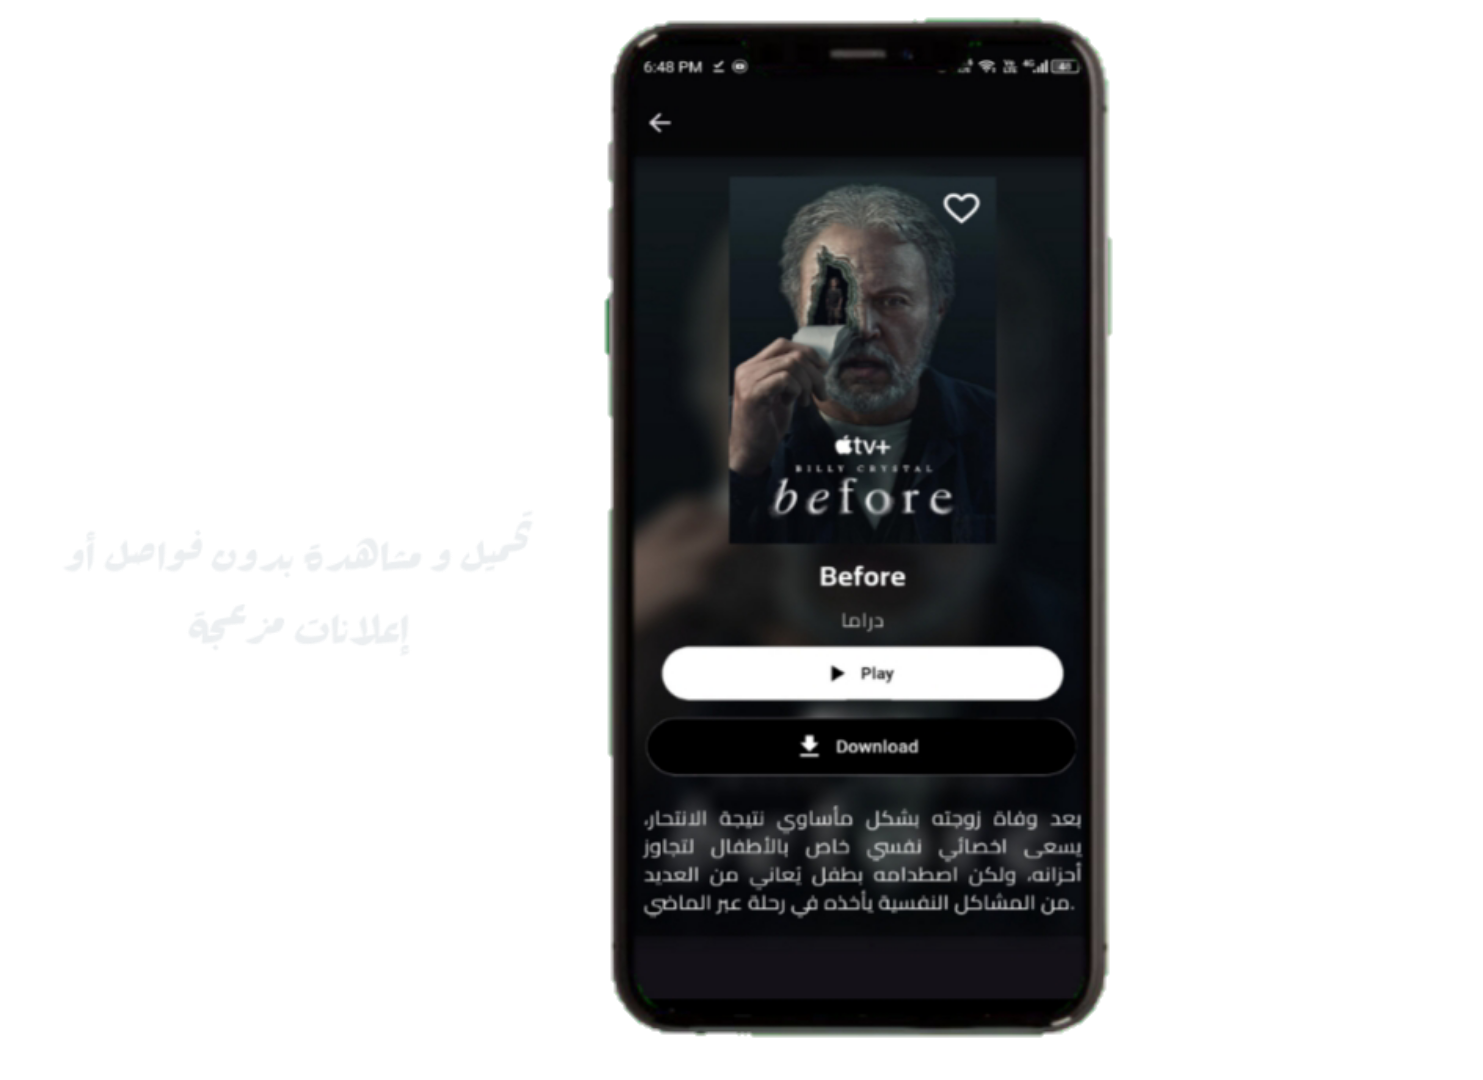 تحميل و مشاهدة بدون فواصل أو
إعلانات مزعجة
6:48 PM
tv+
BILLY CRYSTAL
before
Before
دراما
Play
Download
بعد وفاة زوجته بشكل مأساوي نتيجة الانتحار،
يسعى اخصائي نفسي خاص بالأطفال لتجاوز
أحزانه، ولكن اصطدامه بطفل يُعاني من العديد
من المشاكل النفسية يأخذه في رحلة عبر الماضي.